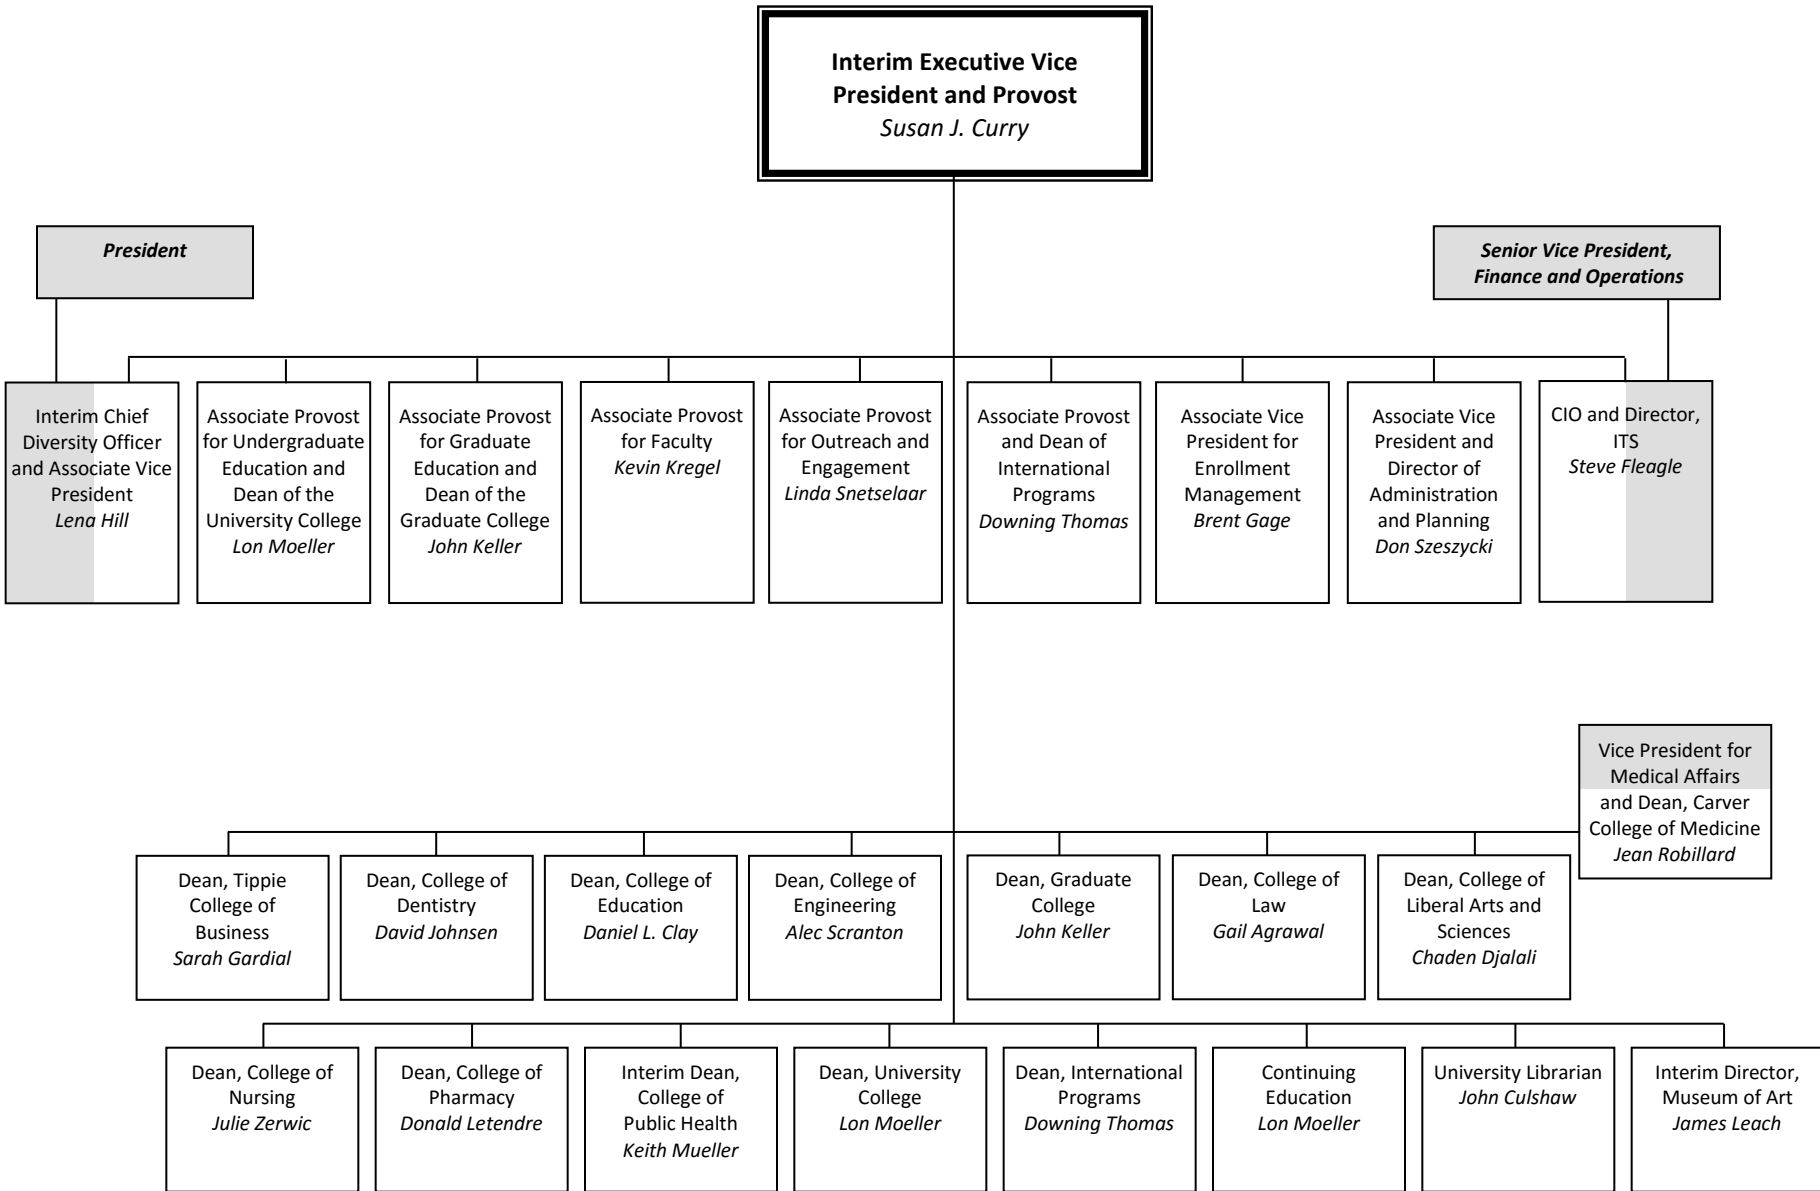 Interim Executive Vice
President and Provost
Susan J. Curry
President
Senior Vice President,
Finance and Operations
Interim Chief
Diversity Officer
and Associate Vice
President
Lena Hill
Associate Provost
for Undergraduate
Education and
Dean of the
University College
Lon Moeller
Associate Provost
for Graduate
Education and
Dean of the
Graduate College
John Keller
Associate Provost
for Faculty
Kevin Kregel
Associate Provost
for Outreach and
Engagement
Linda Snetselaar
Associate Provost
and Dean of
International
Programs
Downing Thomas
Associate Vice
President for
Enrollment
Management
Brent Gage
Associate Vice
President and
Director of
Administration
and Planning
Don Szeszycki
CIO and Director,
ITS
Steve Fleagle
Vice President for
Medical Affairs
and Dean, Carver
College of Medicine
Jean Robillard
Dean, Tippie
College of
Business
Sarah Gardial
Dean, College of
Dentistry
David Johnsen
Dean, College of
Education
Daniel L. Clay
Dean, College of
Engineering
Alec Scranton
Dean, Graduate
College
John Keller
Dean, College of
Law
Gail Agrawal
Dean, College of
Liberal Arts and
Sciences
Chaden Djalali
Dean, College of
Nursing
Julie Zerwic
Dean, College of
Pharmacy
Donald Letendre
Interim Dean,
College of
Public Health
Keith Mueller
Dean, University
College
Lon Moeller
Dean, International
Programs
Downing Thomas
Continuing
Education
Lon Moeller
University Librarian
John Culshaw
Interim Director,
Museum of Art
James Leach